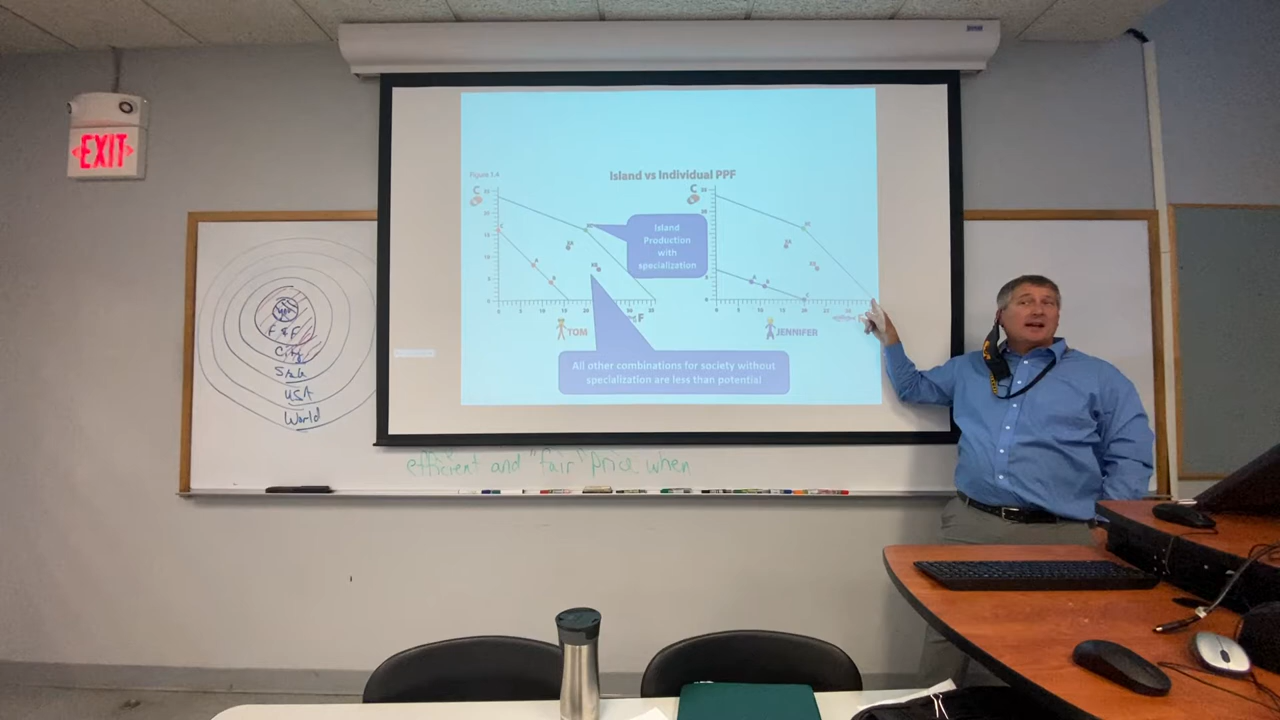 EXIT
Figure 1.4
Island vs Individual PPF
C
C
Island
Production
with
specialization
F
TOM
JENNIFER
All other combinations for society without
specialization are less than potential
you
F & F
City
State
USA
World
efficient and "fair" price when